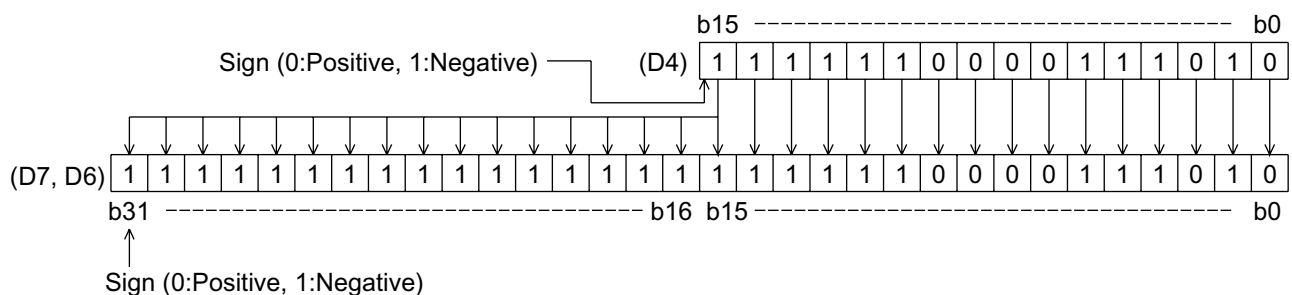 b15 ---------------------------------- b0
Sign (0:Positive, 1:Negative) (D4) 1 1 1 1 1 1 0 0 0 0 1 1 1 0 1 0
(D7, D6) 1 1 1 1 1 1 1 1 1 1 1 1 1 1 1 1 1 1 1 1 1 1 0 0 0 0 1 1 1 0 1 0
b31 ---------------------------------- b16 b15 ---------------------------------- b0
Sign (0:Positive, 1:Negative)